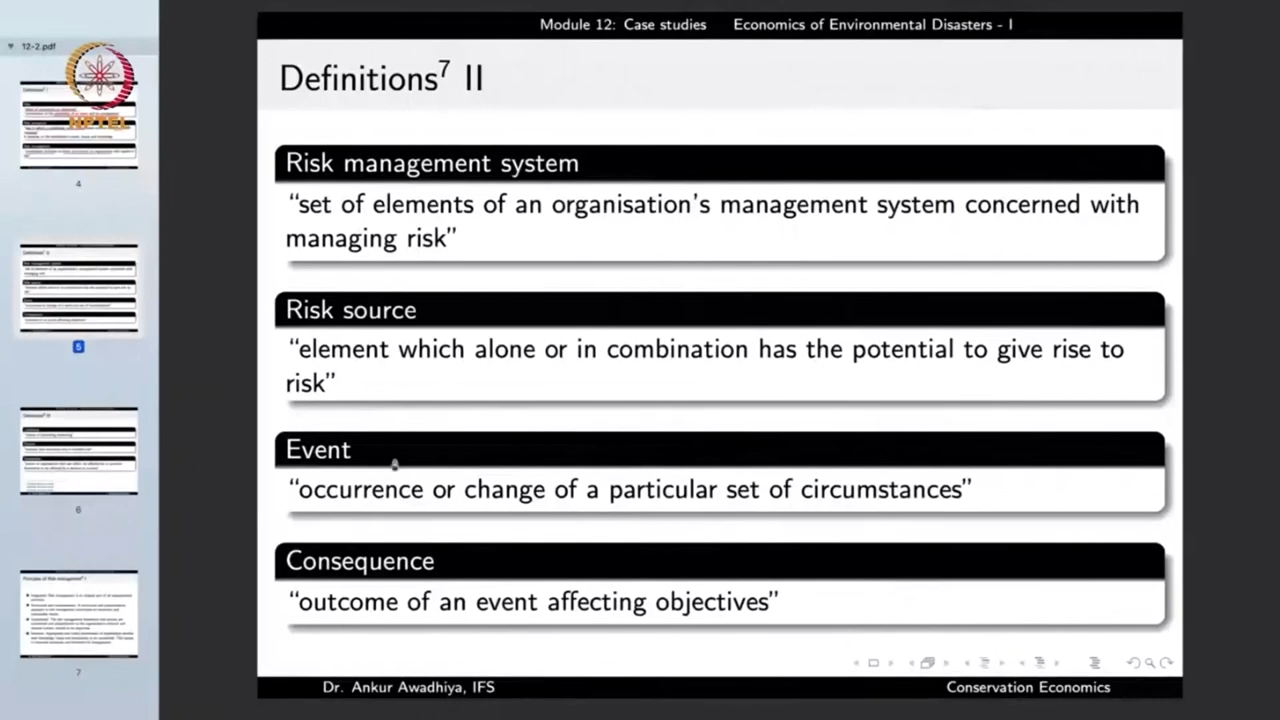 Module 12: Case studies Economics of Environmental Disasters - I
12-2.pdf
NPTEL
Definitions7 II
Risk management system
“set of elements of an organisation’s management system concerned with
managing risk”
Risk source
“element which alone or in combination has the potential to give rise to
risk”
Event
“occurrence or change of a particular set of circumstances”
Consequence
“outcome of an event affecting objectives”
4
5
6
7
Dr. Ankur Awadhiya, IFS Conservation Economics